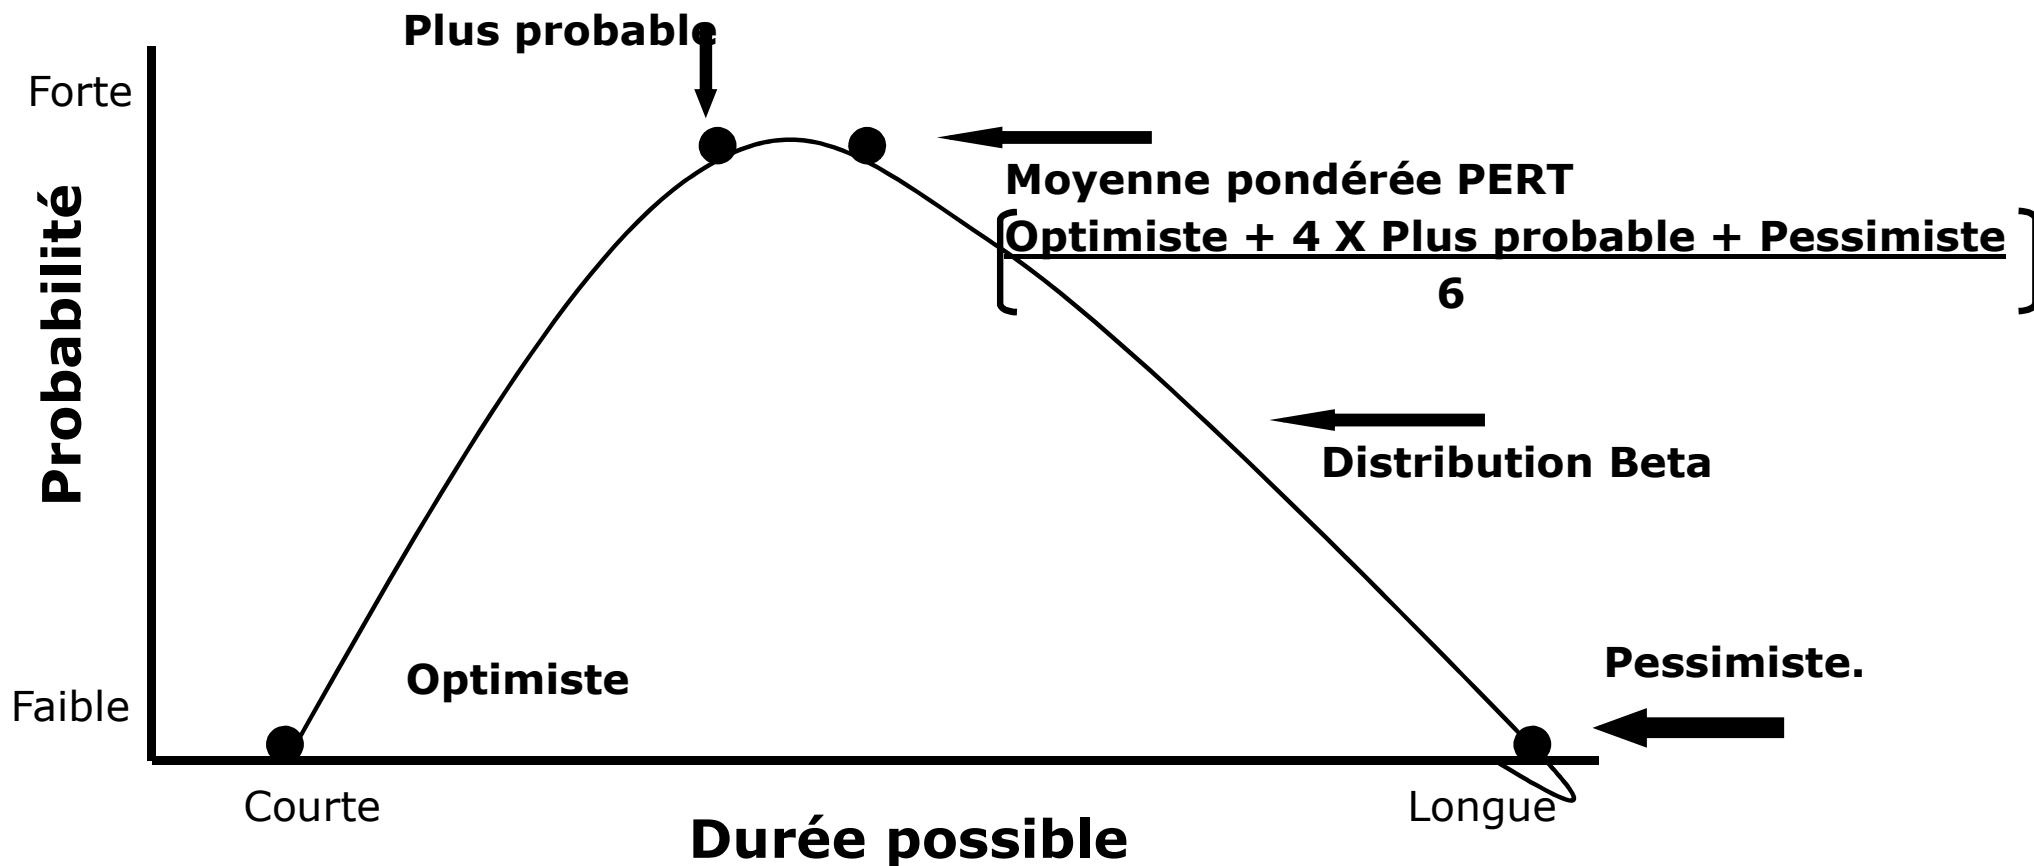 Plus probable
Forte
Moyenne pondérée PERT
Optimiste + 4 X Plus probable + Pessimiste
6
Probabilité
Distribution Beta
Pessimiste.
Optimiste
Faible
Courte
Longue
Durée possible